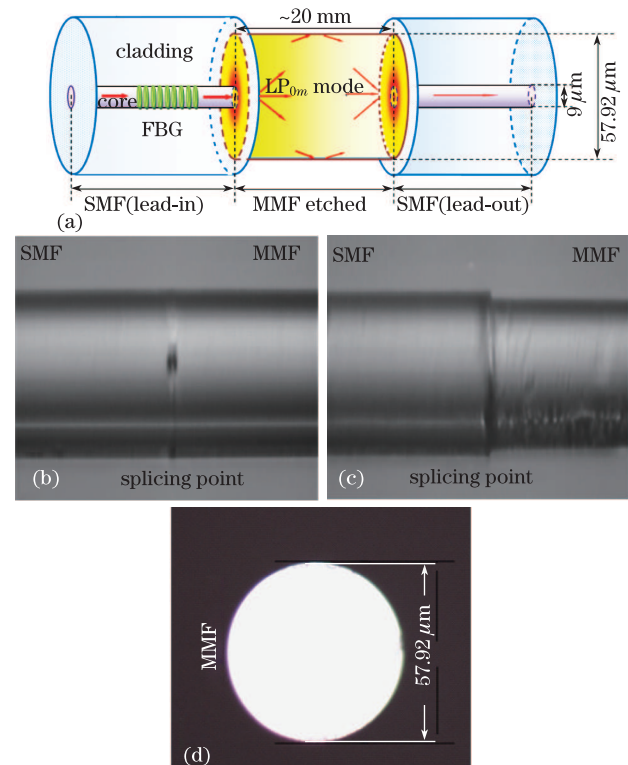 ~20 mm
cladding
LP0m mode
core
FBG
9 μm
57.92 μm
SMF(lead-in)
MMF etched
SMF(lead-out)
(a)
SMF
MMF
(b)
splicing point
SMF
MMF
(c)
splicing point
MMF
57.92 μm
(d)